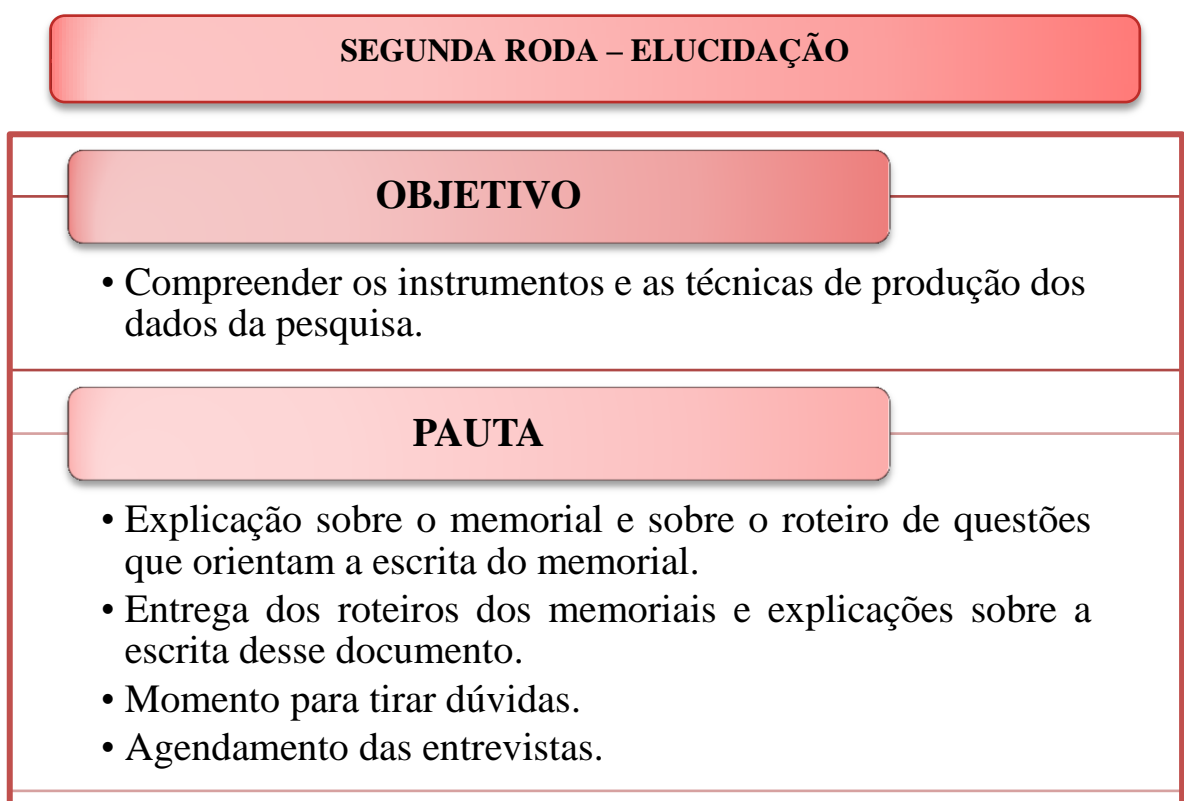 SEGUNDA RODA – ELUCIDAÇÃO
OBJETIVO
• Compreender os instrumentos e as técnicas de produção dos
dados da pesquisa.
PAUTA
• Explicação sobre o memorial e sobre o roteiro de questões
que orientam a escrita do memorial.
• Entrega dos roteiros dos memoriais e explicações sobre a
escrita desse documento.
• Momento para tirar dúvidas.
• Agendamento das entrevistas.